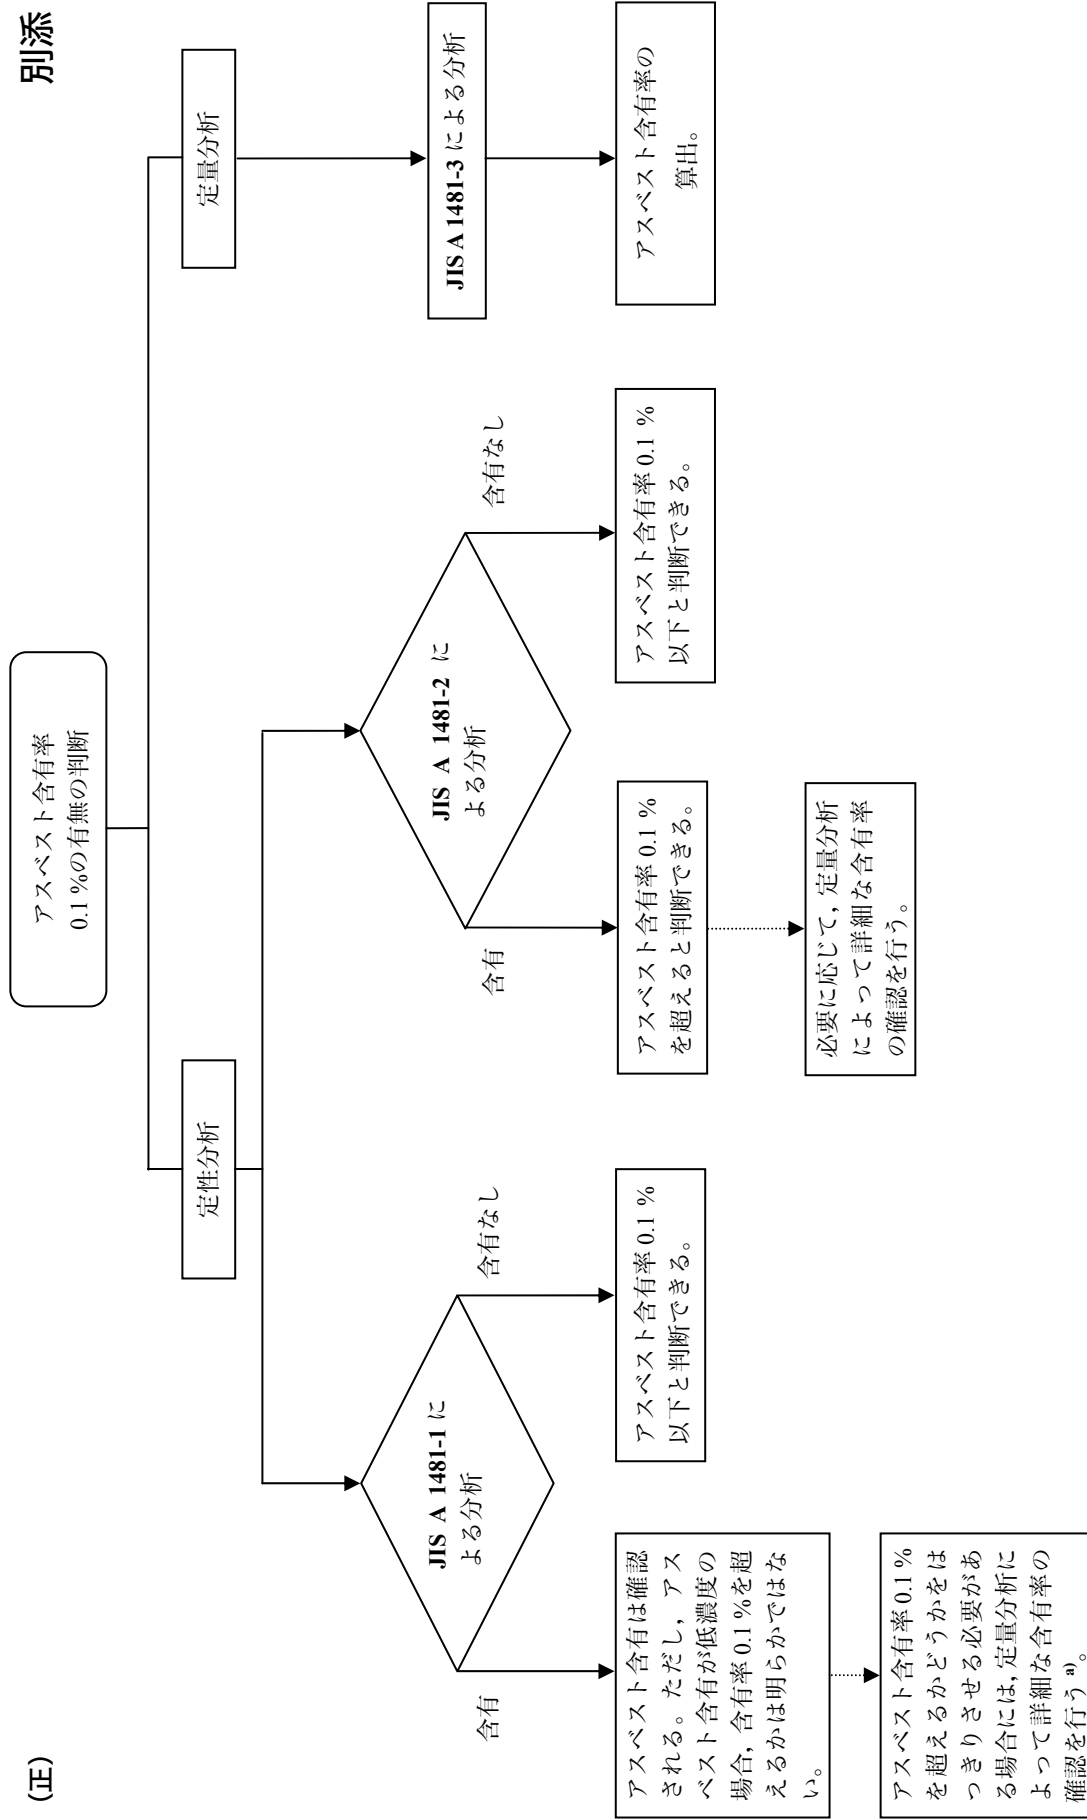 (正)
別添
アスベスト含有率
0.1 %の有無の判断
定性分析
定量分析
JIS A 1481-1 に
よる分析
含有
含有なし
アスベスト含有は確認
される。ただし，アス
ベスト含有が低濃度の
場合，含有率 0.1 %を超
えるかは明らかではな
い。
アスベスト含有率 0.1 %
を超えるかどうかをは
っきりさせる必要があ
る場合には，定量分析に
よって詳細な含有率の
確認を行う a)。
アスベスト含有率 0.1 %
以下と判断できる。
JIS A 1481-2 に
よる分析
含有
含有なし
アスベスト含有率 0.1 %
を超えると判断できる。
必要に応じて，定量分析
によって詳細な含有率
の確認を行う。
アスベスト含有率 0.1 %
以下と判断できる。
JIS A 1481-3 による分析
アスベスト含有率の
算出。